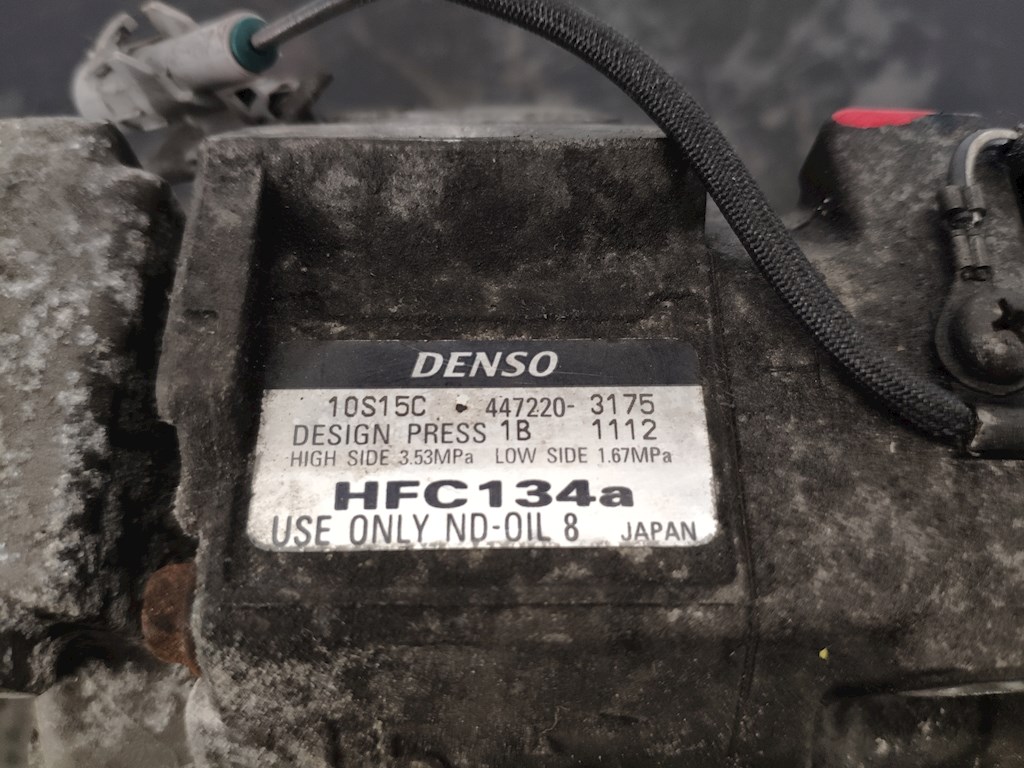 DENSO
10S15C • 447220- 3175
DESIGN PRESS 1B 1112
HIGH SIDE 3.53MPa LOW SIDE 1.67MPa
HFC134a
USE ONLY ND-OIL 8 JAPAN